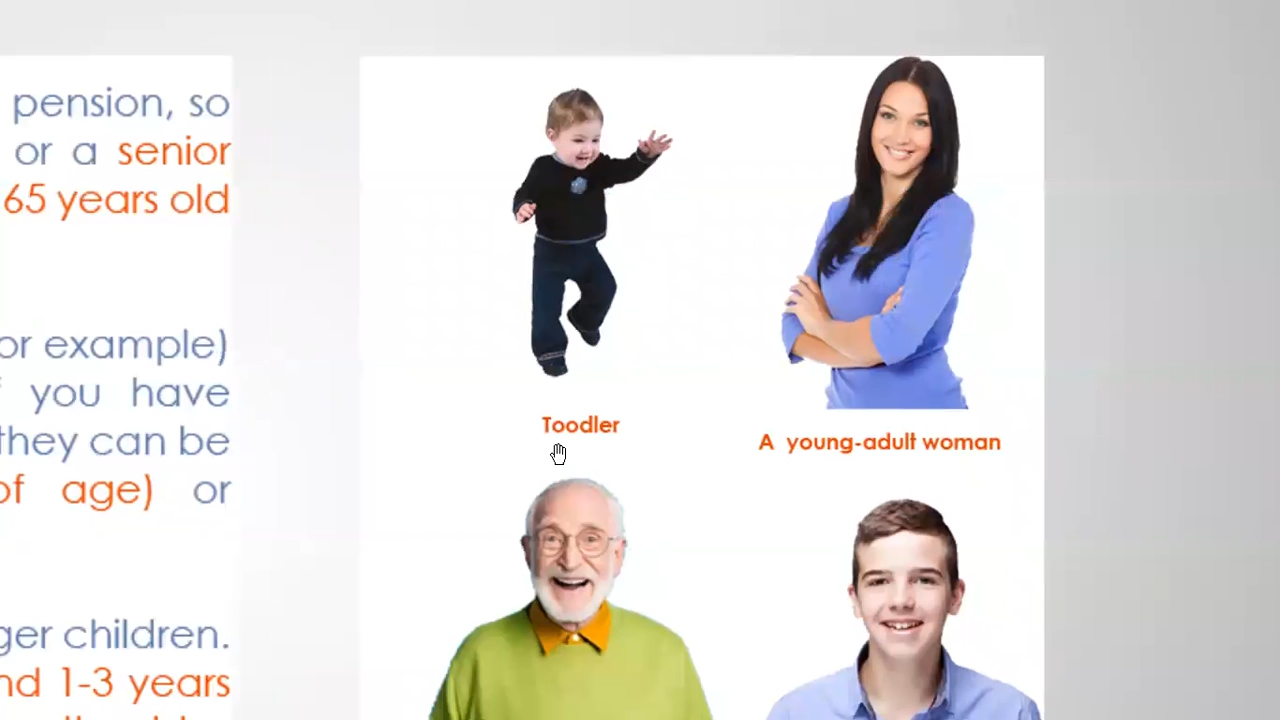 pension, so
or a senior
65 years old
or example)
you have
they can be
of age) or
ger children.
nd 1-3 years
Toodler
A young-adult woman